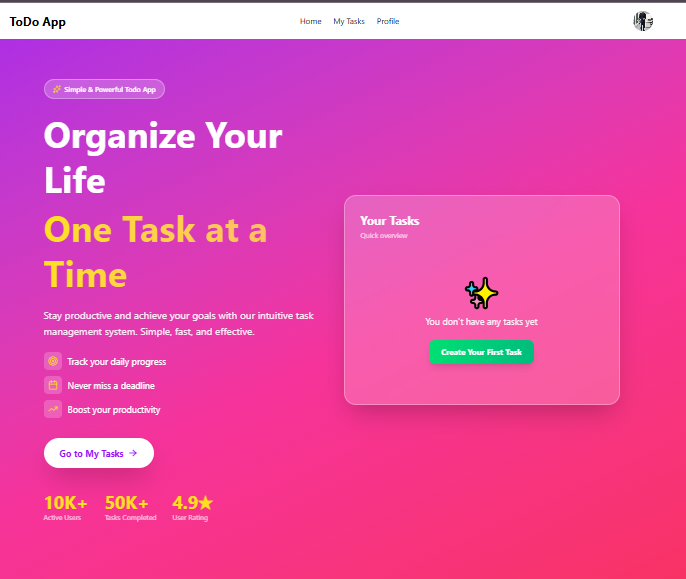 ToDo App
Home
My Tasks
Profile
Simple & Powerful Todo App
Organize Your
Life
One Task at a
Time
Stay productive and achieve your goals with our intuitive task
management system. Simple, fast, and effective.
Track your daily progress
Never miss a deadline
Boost your productivity
Go to My Tasks →
10K+
Active Users
50K+
Tasks Completed
4.9★
User Rating
Your Tasks
Quick overview
You don't have any tasks yet
Create Your First Task